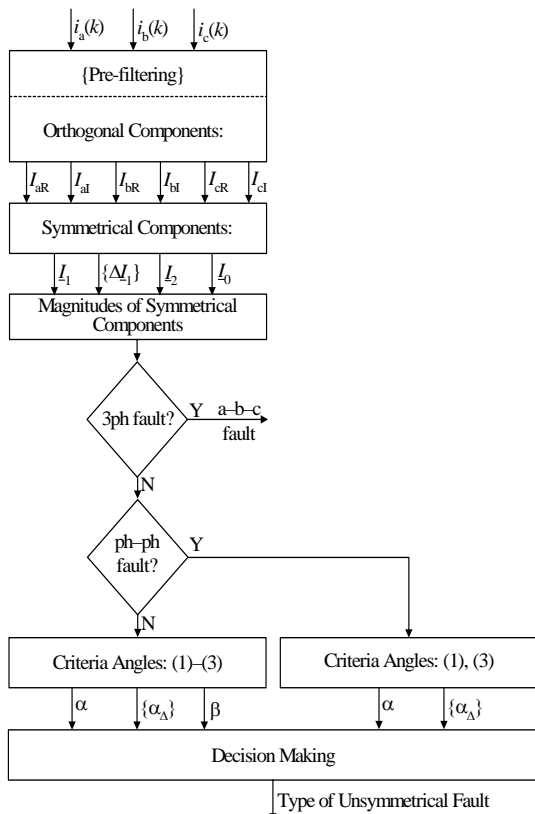 i_a(k) i_b(k) i_c(k)
{Pre-filtering}
Orthogonal Components:
I_aR I_aI I_bR I_bI I_cR I_cI
Symmetrical Components:
I_1 {ΔI_1} I_2 I_0
Magnitudes of Symmetrical
Components
3ph fault?
Y a–b–c
fault
N
ph–ph
fault?
Y
N
Criteria Angles: (1)–(3)
Criteria Angles: (1), (3)
α {α_Δ} β
α {α_Δ}
Decision Making
Type of Unsymmetrical Fault